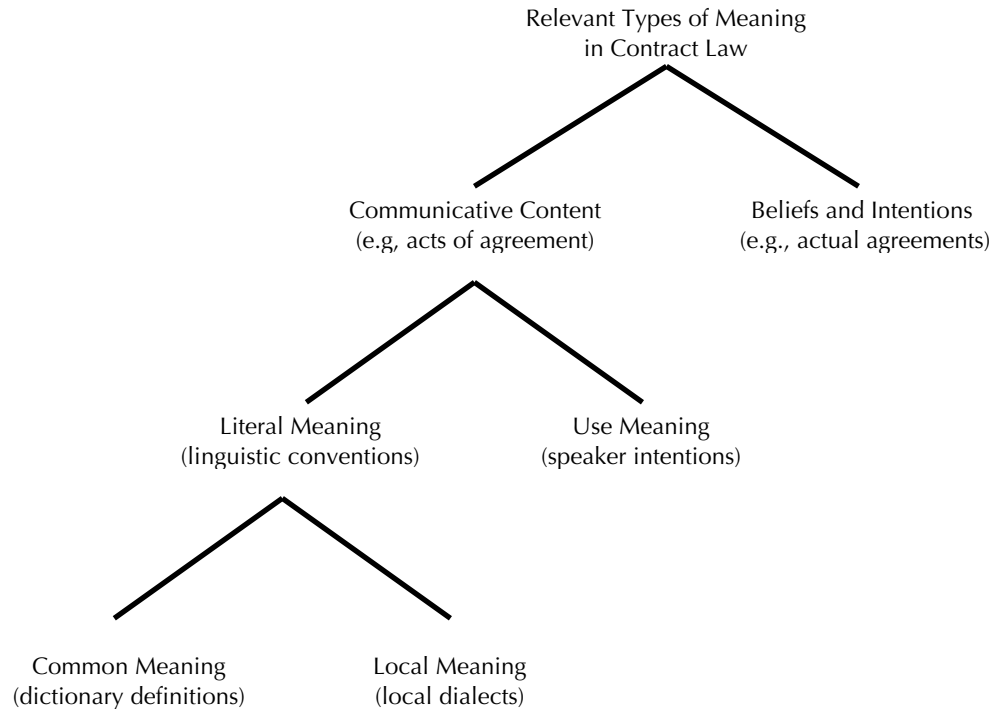 Relevant Types of Meaning
in Contract Law
Communicative Content
(e.g, acts of agreement)
Beliefs and Intentions
(e.g., actual agreements)
Literal Meaning
(linguistic conventions)
Use Meaning
(speaker intentions)
Common Meaning
(dictionary definitions)
Local Meaning
(local dialects)